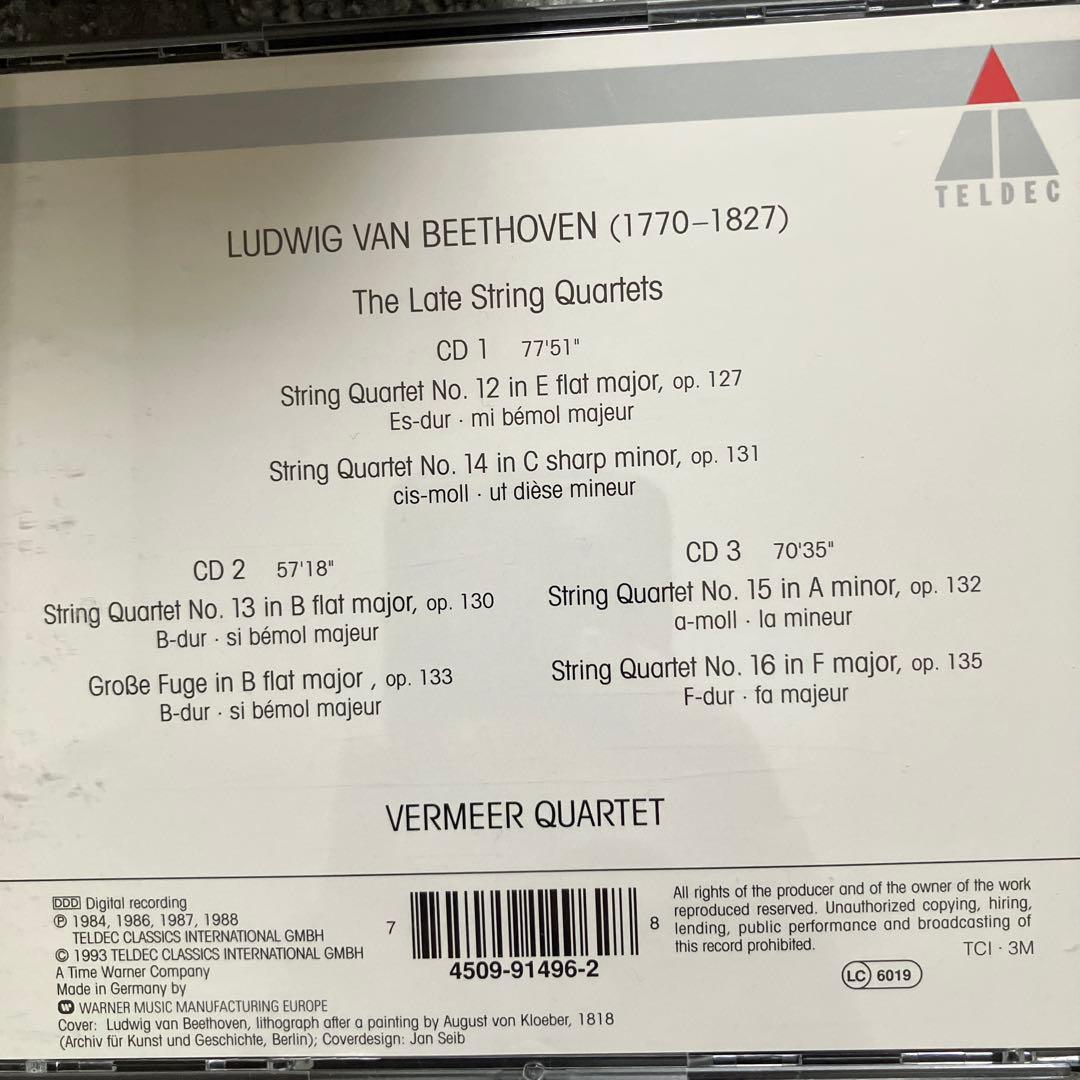 TELDEC
LUDWIG VAN BEETHOVEN (1770–1827)
The Late String Quartets
CD 1 77'51"
String Quartet No. 12 in E flat major, op. 127
Es-dur · mi bémol majeur
String Quartet No. 14 in C sharp minor, op. 131
cis-moll · ut dièse mineur
CD 2 57'18"
String Quartet No. 13 in B flat major, op. 130
B-dur · si bémol majeur
Große Fuge in B flat major , op. 133
B-dur · si bémol majeur
CD 3 70'35"
String Quartet No. 15 in A minor, op. 132
a-moll · la mineur
String Quartet No. 16 in F major, op. 135
F-dur · fa majeur
VERMEER QUARTET
DDD Digital recording
℗ 1984, 1986, 1987, 1988
TELDEC CLASSICS INTERNATIONAL GMBH
© 1993 TELDEC CLASSICS INTERNATIONAL GMBH
A Time Warner Company
Made in Germany by
WARNER MUSIC MANUFACTURING EUROPE
Cover: Ludwig van Beethoven, lithograph after a painting by August von Kloeber, 1818
(Archiv für Kunst und Geschichte, Berlin); Coverdesign: Jan Seib
7 8
4509-91496-2
All rights of the producer and of the owner of the work
reproduced reserved. Unauthorized copying, hiring,
lending, public performance and broadcasting of
this record prohibited.
TCI · 3M
LC 6019